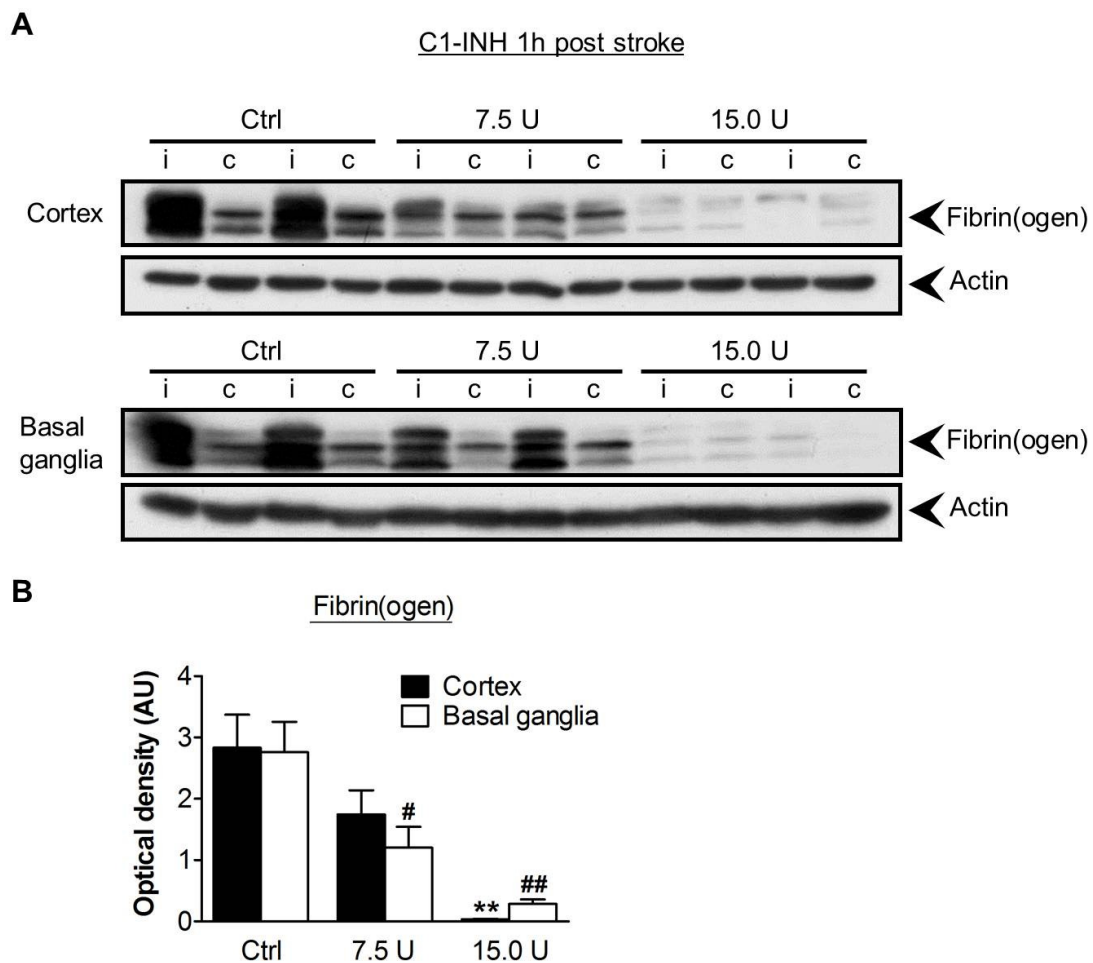 A
C1-INH 1h post stroke
Ctrl 7.5 U 15.0 U
i c i c i c i c i c i c
Cortex Fibrin(ogen)
Actin
Ctrl 7.5 U 15.0 U
i c i c i c i c i c i c
Basal
ganglia Fibrin(ogen)
Actin
B
Fibrin(ogen)
Optical density (AU)
4
3
2
1
0
Cortex
Basal ganglia
#
**
##
Ctrl 7.5 U 15.0 U